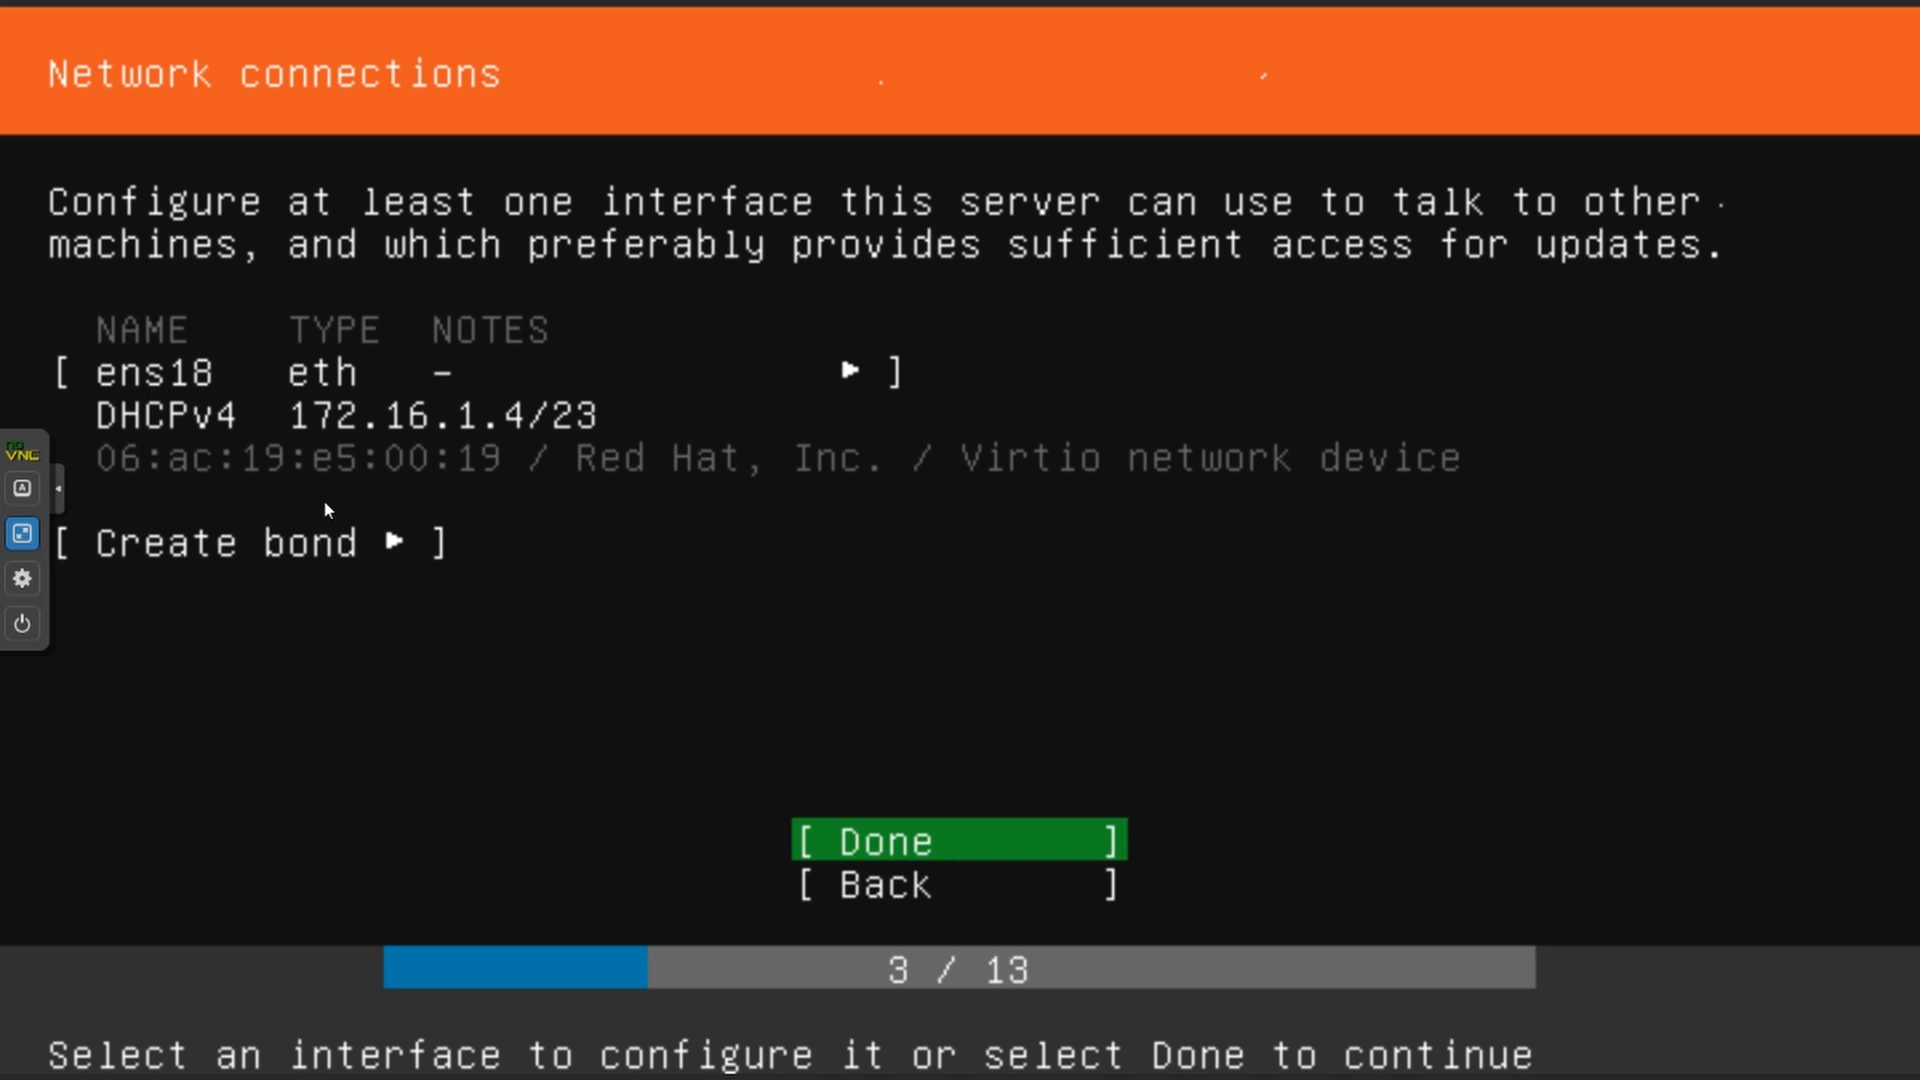 Network connections
Configure at least one interface this server can use to talk to other
machines, and which preferably provides sufficient access for updates.
NAME TYPE NOTES
[ ens18 eth - ▸ ]
DHCPv4 172.16.1.4/23
06:ac:19:e5:00:19 / Red Hat, Inc. / Virtio network device
no
VNC
A
[ Create bond ▸ ]
[ Done ]
[ Back ]
3 / 13
Select an interface to configure it or select Done to continue